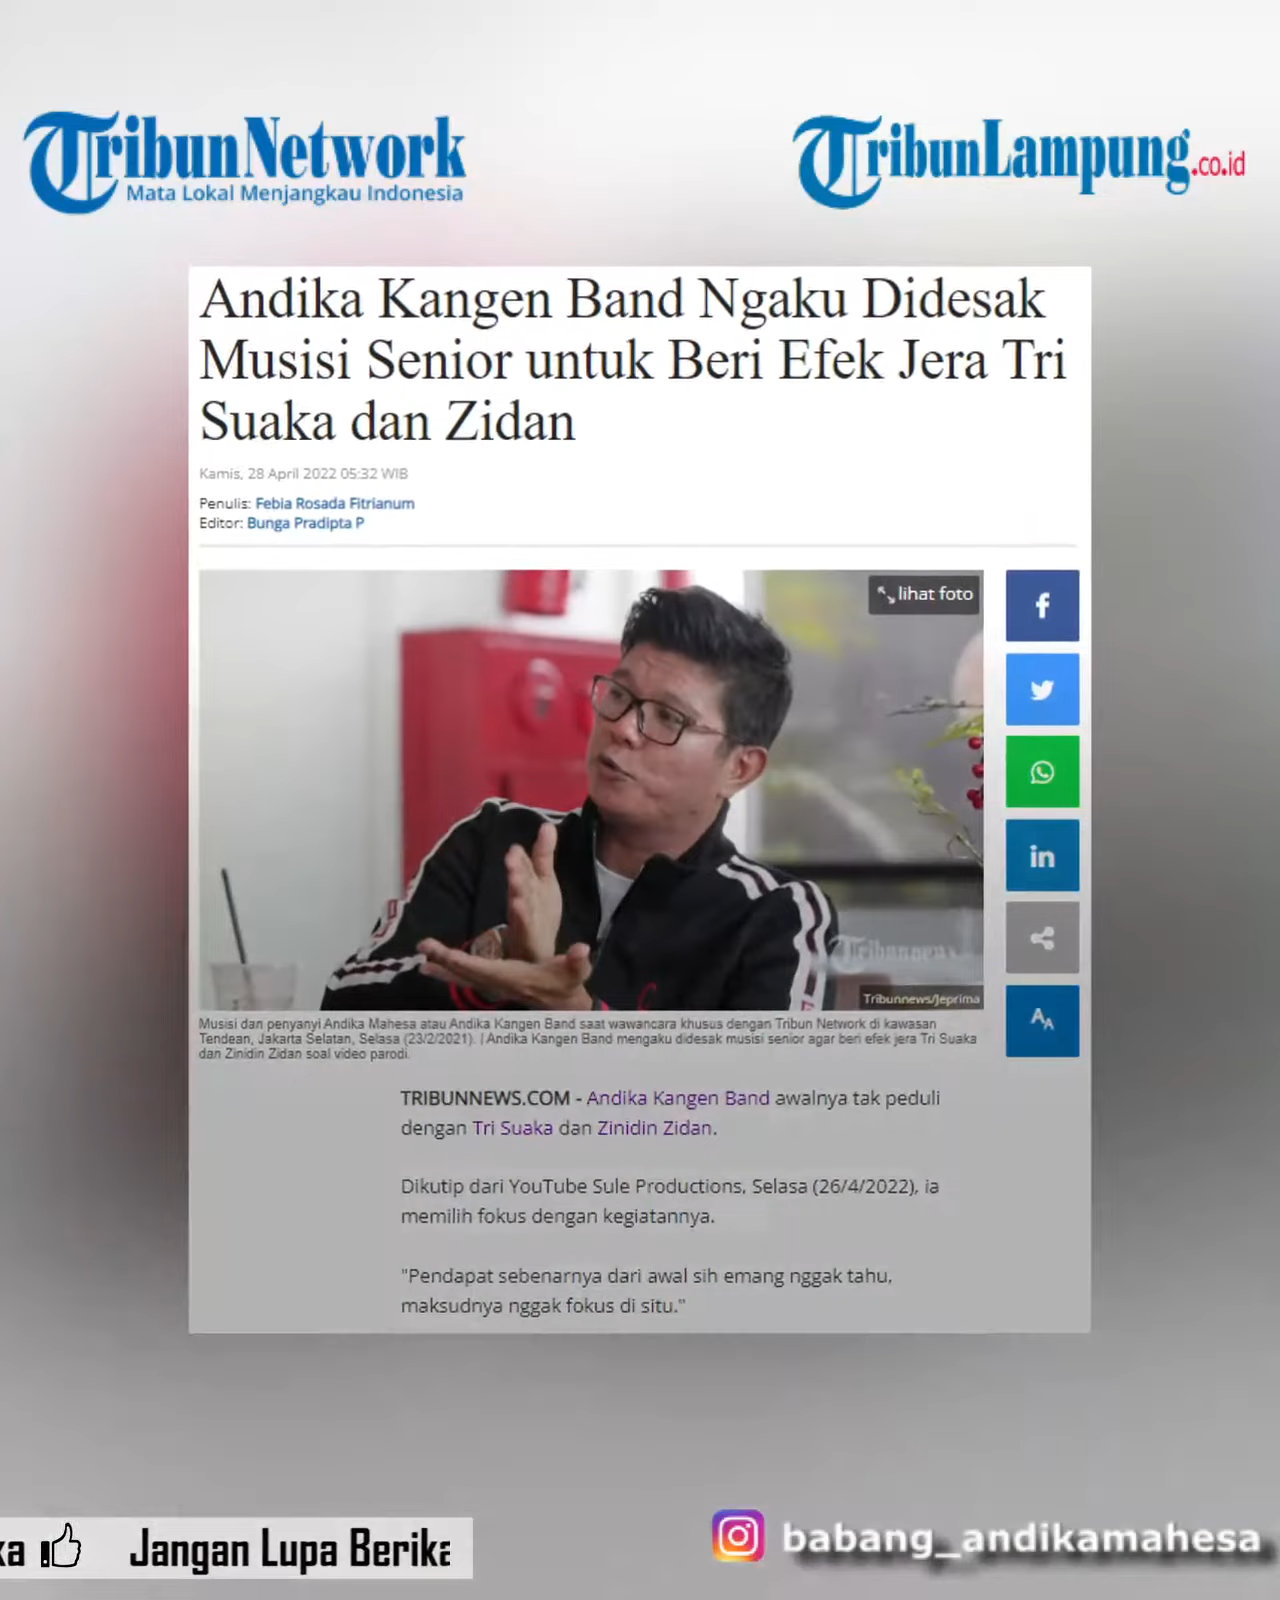 TribunNetwork
Mata Lokal Menjangkau Indonesia
TribunLampung.co.id
Andika Kangen Band Ngaku Didesak
Musisi Senior untuk Beri Efek Jera Tri
Suaka dan Zidan
Kamis, 28 April 2022 05:32 WIB
Penulis: Febia Rosada Fitrianum
Editor: Bunga Pradipta P
lihat foto
Tribunnews
Tribunnews/Jeprima
Musisi dan penyanyi Andika Mahesa atau Andika Kangen Band saat wawancara khusus dengan Tribun Network di kawasan
Tendean, Jakarta Selatan, Selasa (23/2/2021). | Andika Kangen Band mengaku didesak musisi senior agar beri efek jera Tri Suaka
dan Zinidin Zidan soal video parodi.
TRIBUNNEWS.COM - Andika Kangen Band awalnya tak peduli
dengan Tri Suaka dan Zinidin Zidan.
Dikutip dari YouTube Sule Productions, Selasa (26/4/2022), ia
memilih fokus dengan kegiatannya.
"Pendapat sebenarnya dari awal sih emang nggak tahu,
maksudnya nggak fokus di situ."
ka Jangan Lupa Berika
babang_andikamahesa